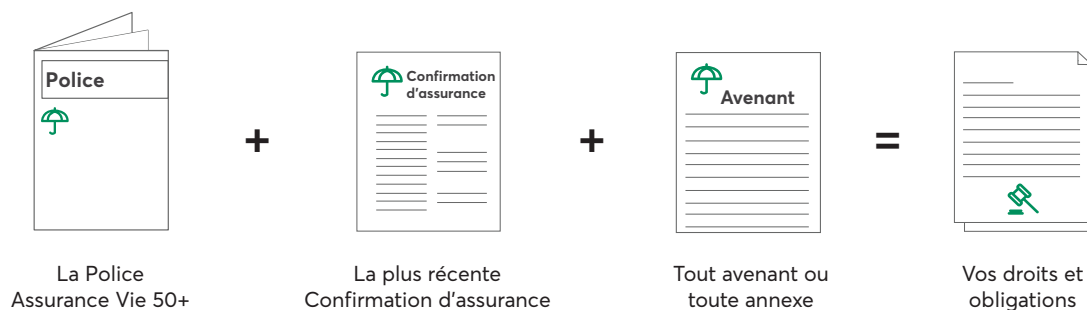 Police
+
Confirmation
d'assurance
+
Avenant
=
La Police
Assurance Vie 50+
La plus récente
Confirmation d'assurance
Tout avenant ou
toute annexe
Vos droits et
obligations